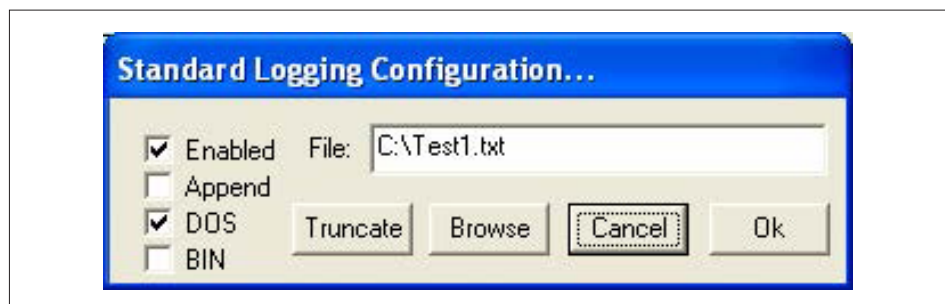 Standard Logging Configuration...
Enabled
File:
C:\Test1.txt
Append
DOS
Truncate
Browse
Cancel
Ok
BIN